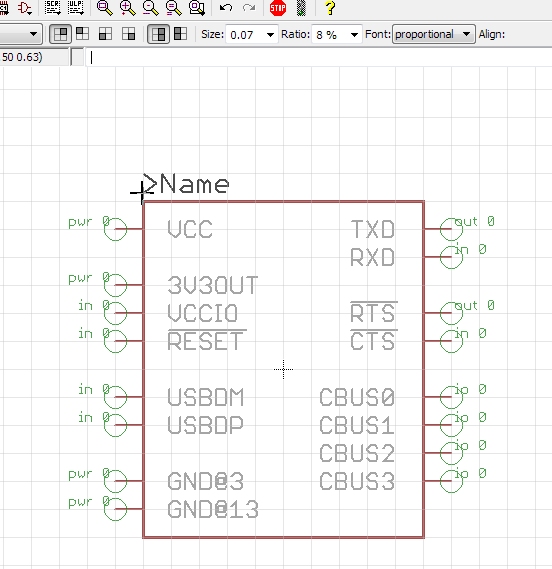 SCR ULP STOP ?
Size: 0.07 Ratio: 8 % Font: proportional Align:
50 0.63)
>Name
pwr 0 VCC TXD out 0
RXD in 0
pwr 0 3V3OUT
in 0 VCCIO RTS out 0
in 0 RESET CTS in 0
in 0 USBDM CBUS0 io 0
in 0 USBDP CBUS1 io 0
CBUS2 io 0
pwr 0 GND@3 CBUS3 io 0
pwr 0 GND@13